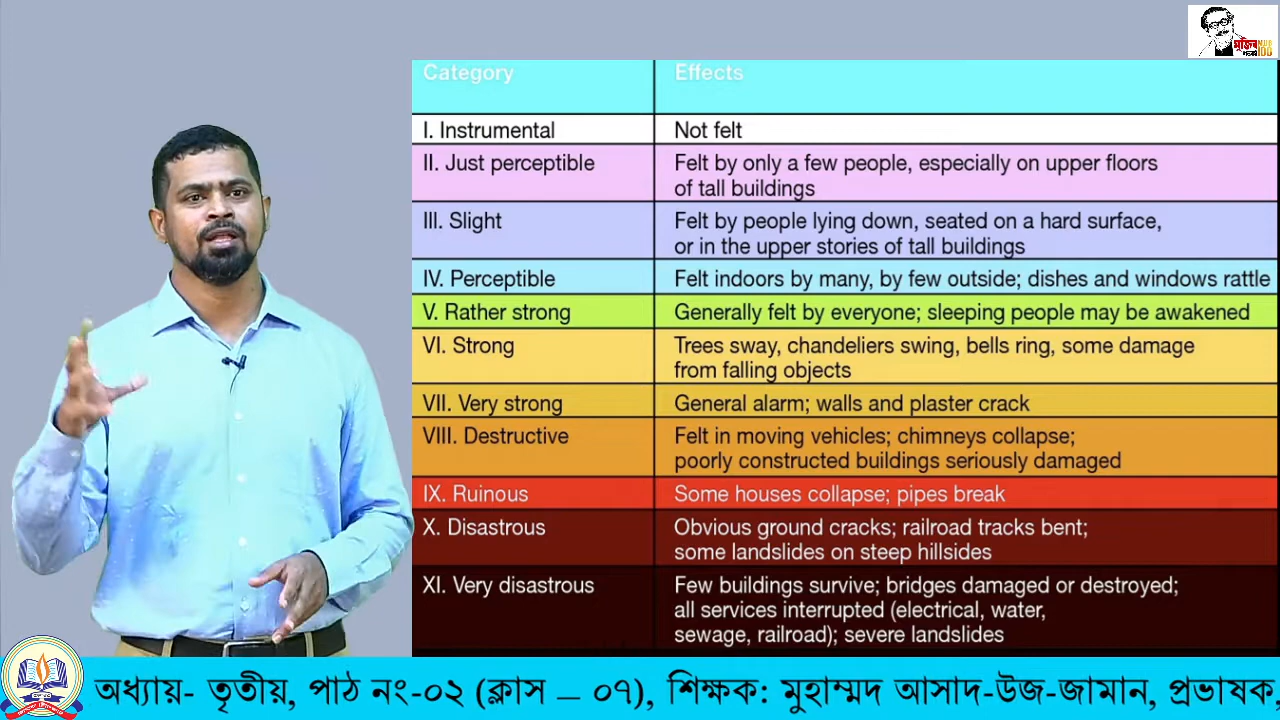 মুজিব
100
Category Effects
I. Instrumental Not felt
II. Just perceptible Felt by only a few people, especially on upper floors
of tall buildings
III. Slight Felt by people lying down, seated on a hard surface,
or in the upper stories of tall buildings
IV. Perceptible Felt indoors by many, by few outside; dishes and windows rattle
V. Rather strong Generally felt by everyone; sleeping people may be awakened
VI. Strong Trees sway, chandeliers swing, bells ring, some damage
from falling objects
VII. Very strong General alarm; walls and plaster crack
VIII. Destructive Felt in moving vehicles; chimneys collapse;
poorly constructed buildings seriously damaged
IX. Ruinous Some houses collapse; pipes break
X. Disastrous Obvious ground cracks; railroad tracks bent;
some landslides on steep hillsides
XI. Very disastrous Few buildings survive; bridges damaged or destroyed;
all services interrupted (electrical, water,
sewage, railroad); severe landslides
অধ্যায়- তৃতীয়, পাঠ নং-০২ (ক্লাস – ০৭), শিক্ষক: মুহাম্মদ আসাদ-উজ-জামান, প্রভাষক,